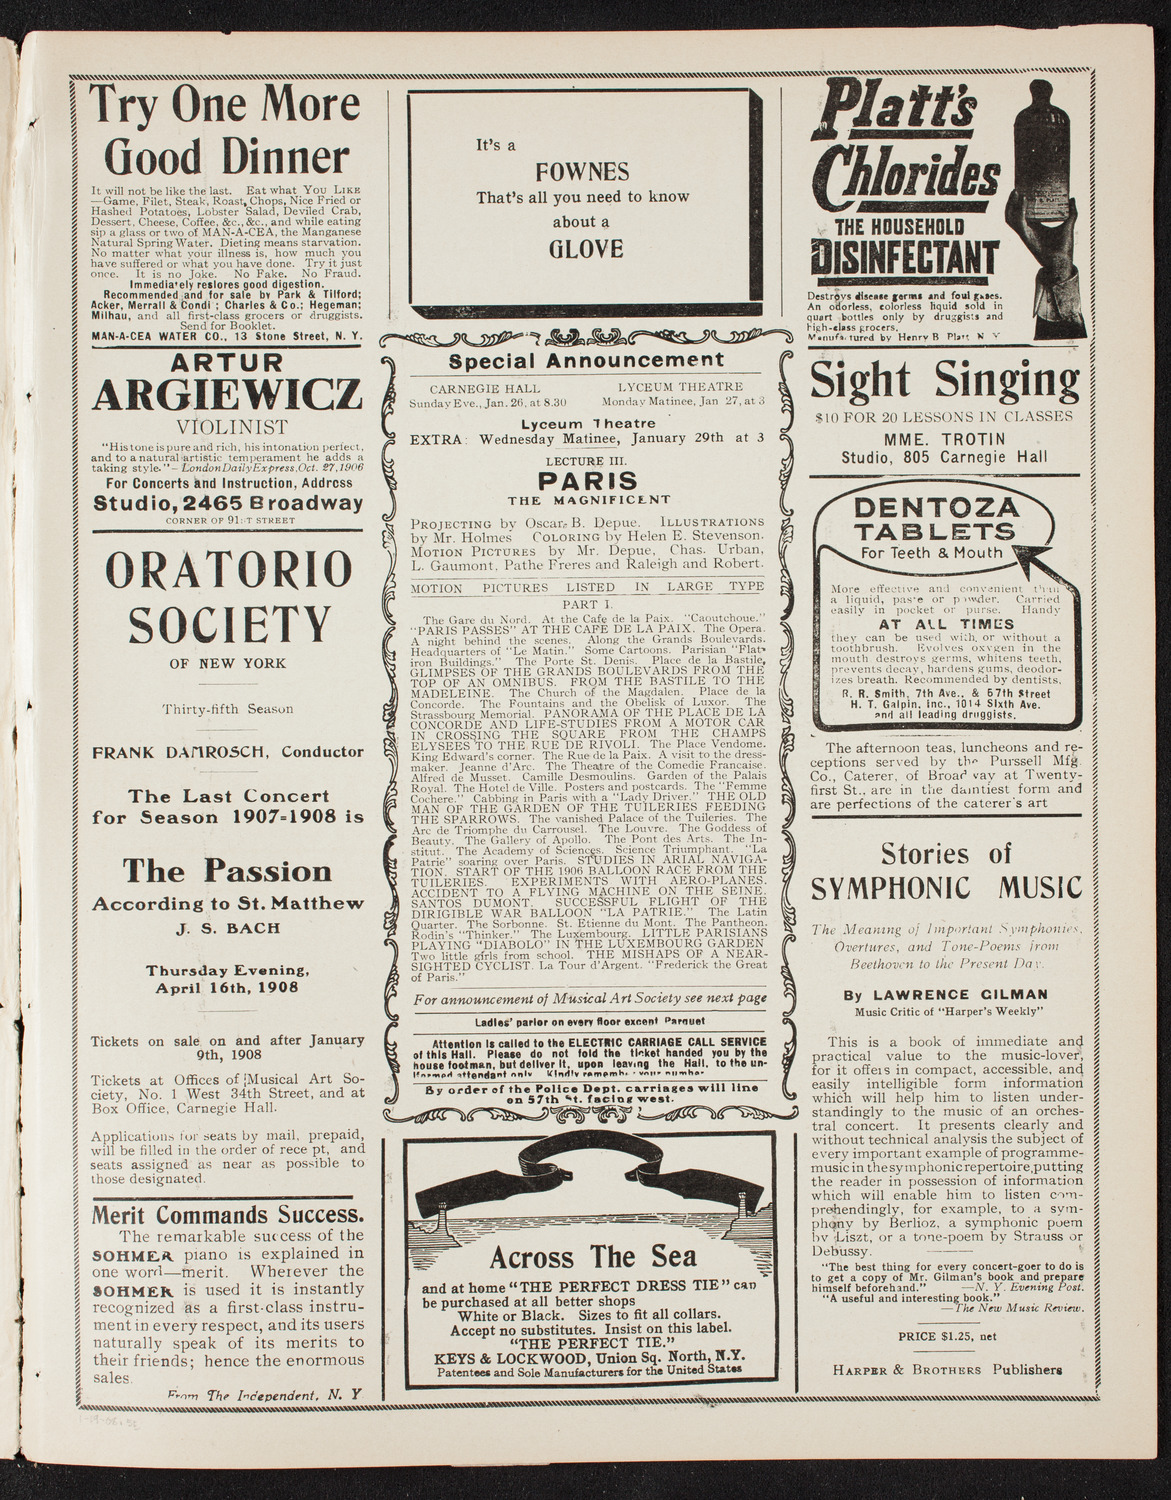 Try One More
Good Dinner
It will not be like the last. Eat what YOU LIKE
—Game, Filet, Steak, Roast, Chops, Nice Fried or
Hashed Potatoes, Lobster Salad, Deviled Crab,
Dessert, Cheese, Coffee, &c., &c., and while eating
sip a glass or two of MAN-A-CEA, the Manganese
Natural Spring Water. Dieting means starvation.
No matter what your illness is, how much you
have suffered or what you have done. Try it just
once. It is no Joke. No Fake. No Fraud.
Immediately restores good digestion.
Recommended and for sale by Park & Tilford;
Acker, Merrall & Condi ; Charles & Co.; Hegeman;
Milhau, and all first-class grocers or druggists.
Send for Booklet.
MAN-A-CEA WATER CO., 13 Stone Street, N. Y.
ARTUR
ARGIEWICZ
VIOLINIST
"His tone is pure and rich, his intonation perfect,
and to a natural artistic temperament he adds a
taking style."—London Daily Express, Oct. 27, 1906
For Concerts and Instruction, Address
Studio, 2465 Broadway
CORNER OF 91ST STREET
ORATORIO
SOCIETY
OF NEW YORK
Thirty-fifth Season
FRANK DAMROSCH, Conductor
The Last Concert
for Season 1907=1908 is
The Passion
According to St. Matthew
J. S. BACH
Thursday Evening,
April 16th, 1908
Tickets on sale on and after January
9th, 1908
Tickets at Offices of Musical Art So-
ciety, No. 1 West 34th Street, and at
Box Office, Carnegie Hall.
Applications for seats by mail, prepaid,
will be filled in the order of rece pt, and
seats assigned as near as possible to
those designated.
Merit Commands Success.
The remarkable success of the
SOHMER piano is explained in
one word—merit. Wherever the
SOHMER is used it is instantly
recognized as a first-class instru-
ment in every respect, and its users
naturally speak of its merits to
their friends; hence the enormous
sales.
From The Independent, N. Y
It's a
FOWNES
That's all you need to know
about a
GLOVE
Special Announcement
CARNEGIE HALL LYCEUM THEATRE
Sunday Eve., Jan. 26, at 8.30 Monday Matinee, Jan 27, at 3
Lyceum Theatre
EXTRA: Wednesday Matinee, January 29th at 3
LECTURE III.
PARIS
THE MAGNIFICENT
PROJECTING by Oscar B. Depue. ILLUSTRATIONS
by Mr. Holmes COLORING by Helen E. Stevenson.
MOTION PICTURES by Mr. Depue, Chas. Urban,
L. Gaumont, Pathe Freres and Raleigh and Robert.
MOTION PICTURES LISTED IN LARGE TYPE
PART I.
The Gare du Nord. At the Cafe de la Paix. "Caoutchoue."
"PARIS PASSES" AT THE CAFE DE LA PAIX. The Opera.
A night behind the scenes. Along the Grands Boulevards.
Headquarters of "Le Matin." Some Cartoons. Parisian "Flat-
iron Buildings." The Porte St. Denis. Place de la Bastile,
GLIMPSES OF THE GRANDS BOULEVARDS FROM THE
TOP OF AN OMNIBUS. FROM THE BASTILE TO THE
MADELEINE. The Church of the Magdalen. Place de la
Concorde. The Fountains and the Obelisk of Luxor. The
Strassbourg Memorial. PANORAMA OF THE PLACE DE LA
CONCORDE AND LIFE-STUDIES FROM A MOTOR CAR
IN CROSSING THE SQUARE FROM THE CHAMPS
ELYSEES TO THE RUE DE RIVOLI. The Place Vendome.
King Edward's corner. The Rue de la Paix. A visit to the dress-
maker. Jeanne d'Arc. The Theatre of the Comedie Francaise.
Alfred de Musset. Camille Desmoulins. Garden of the Palais
Royal. The Hotel de Ville. Posters and postcards. The "Femme
Cochere." Cabbing in Paris with a "Lady Driver." THE OLD
MAN OF THE GARDEN OF THE TUILERIES FEEDING
THE SPARROWS. The vanished Palace of the Tuileries. The
Arc de Triomphe du Carrousel. The Louvre. The Goddess of
Beauty. The Gallery of Apollo. The Pont des Arts. The In-
stitut. The Academy of Sciences. Science Triumphant. "La
Patrie" soaring over Paris. STUDIES IN ARIAL NAVIGA-
TION. START OF THE 1906 BALLOON RACE FROM THE
TUILERIES. EXPERIMENTS WITH AERO-PLANES.
ACCIDENT TO A FLYING MACHINE ON THE SEINE.
SANTOS DUMONT. SUCCESSFUL FLIGHT OF THE
DIRIGIBLE WAR BALLOON "LA PATRIE." The Latin
Quarter. The Sorbonne. St. Etienne du Mont. The Pantheon.
Rodin's "Thinker." The Luxembourg. LITTLE PARISIANS
PLAYING "DIABOLO" IN THE LUXEMBOURG GARDEN
Two little girls from school. THE MISHAPS OF A NEAR-
SIGHTED CYCLIST. La Tour d'Argent. "Frederick the Great
of Paris."
For announcement of Musical Art Society see next page
Ladies' parlor on every floor except Parquet
Attention is called to the ELECTRIC CARRIAGE CALL SERVICE
of this Hall. Please do not fold the ticket handed you by the
house footman, but deliver it, upon leaving the Hall, to the un-
iformed attendant only Kindly remember your number
By order of the Police Dept. carriages will line
on 57th St. facing west.
Across The Sea
and at home "THE PERFECT DRESS TIE" can
be purchased at all better shops
White or Black. Sizes to fit all collars.
Accept no substitutes. Insist on this label.
"THE PERFECT TIE."
KEYS & LOCKWOOD, Union Sq. North, N.Y.
Patentees and Sole Manufacturers for the United States
Platt's
Chlorides
THE HOUSEHOLD
DISINFECTANT
Destroys disease germs and foul gases.
An odorless, colorless liquid sold in
quart bottles only by druggists and
high-class grocers.
Manufactured by Henry B Platt N Y
Sight Singing
$10 FOR 20 LESSONS IN CLASSES
MME. TROTIN
Studio, 805 Carnegie Hall
DENTOZA
TABLETS
For Teeth & Mouth
More effective and convenient than
a liquid, paste or powder. Carried
easily in pocket or purse. Handy
AT ALL TIMES
they can be used with, or without a
toothbrush. Evolves oxygen in the
mouth destroys germs, whitens teeth,
prevents decay, hardens gums, deodor-
izes breath. Recommended by dentists.
R. R. Smith, 7th Ave., & 57th Street
H. T. Galpin, Inc., 1014 Sixth Ave.
and all leading druggists.
The afternoon teas, luncheons and re-
ceptions served by the Purssell Mfg.
Co., Caterer, of Broadway at Twenty-
first St., are in the daintiest form and
are perfections of the caterer's art
Stories of
SYMPHONIC MUSIC
The Meaning of Important Symphonies,
Overtures, and Tone-Poems from
Beethoven to the Present Day.
By LAWRENCE GILMAN
Music Critic of "Harper's Weekly"
This is a book of immediate and
practical value to the music-lover,
for it offers in compact, accessible, and
easily intelligible form information
which will help him to listen under-
standingly to the music of an orches-
tral concert. It presents clearly and
without technical analysis the subject of
every important example of programme-
music in the symphonic repertoire, putting
the reader in possession of information
which will enable him to listen com-
prehendingly, for example, to a sym-
phony by Berlioz, a symphonic poem
by Liszt, or a tone-poem by Strauss or
Debussy.
"The best thing for every concert-goer to do is
to get a copy of Mr. Gilman's book and prepare
himself beforehand." —N. Y. Evening Post.
"A useful and interesting book."
—The New Music Review.
PRICE $1.25, net
HARPER & BROTHERS Publishers